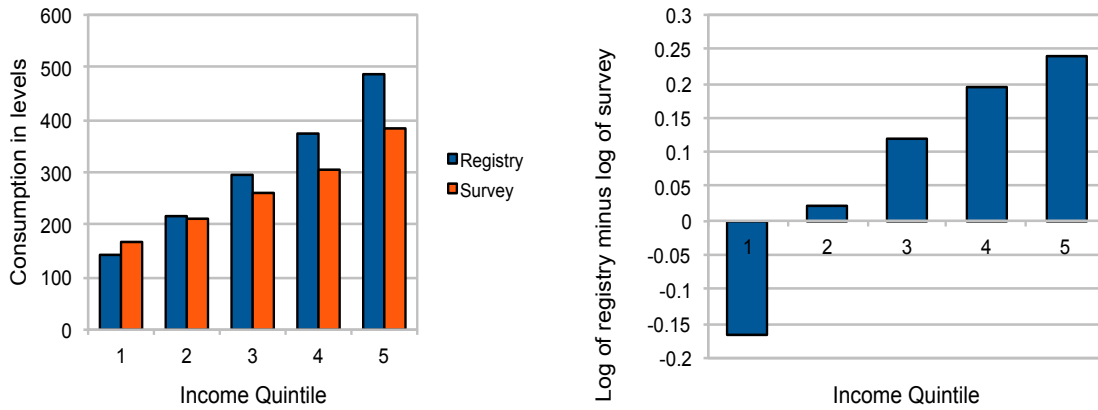 600
500
400
300
200
100
0
Consumption in levels
1 2 3 4 5
Income Quintile
Registry
Survey
0.3
0.25
0.2
0.15
0.1
0.05
0
-0.05
-0.1
-0.15
-0.2
Log of registry minus log of survey
1 2 3 4 5
Income Quintile